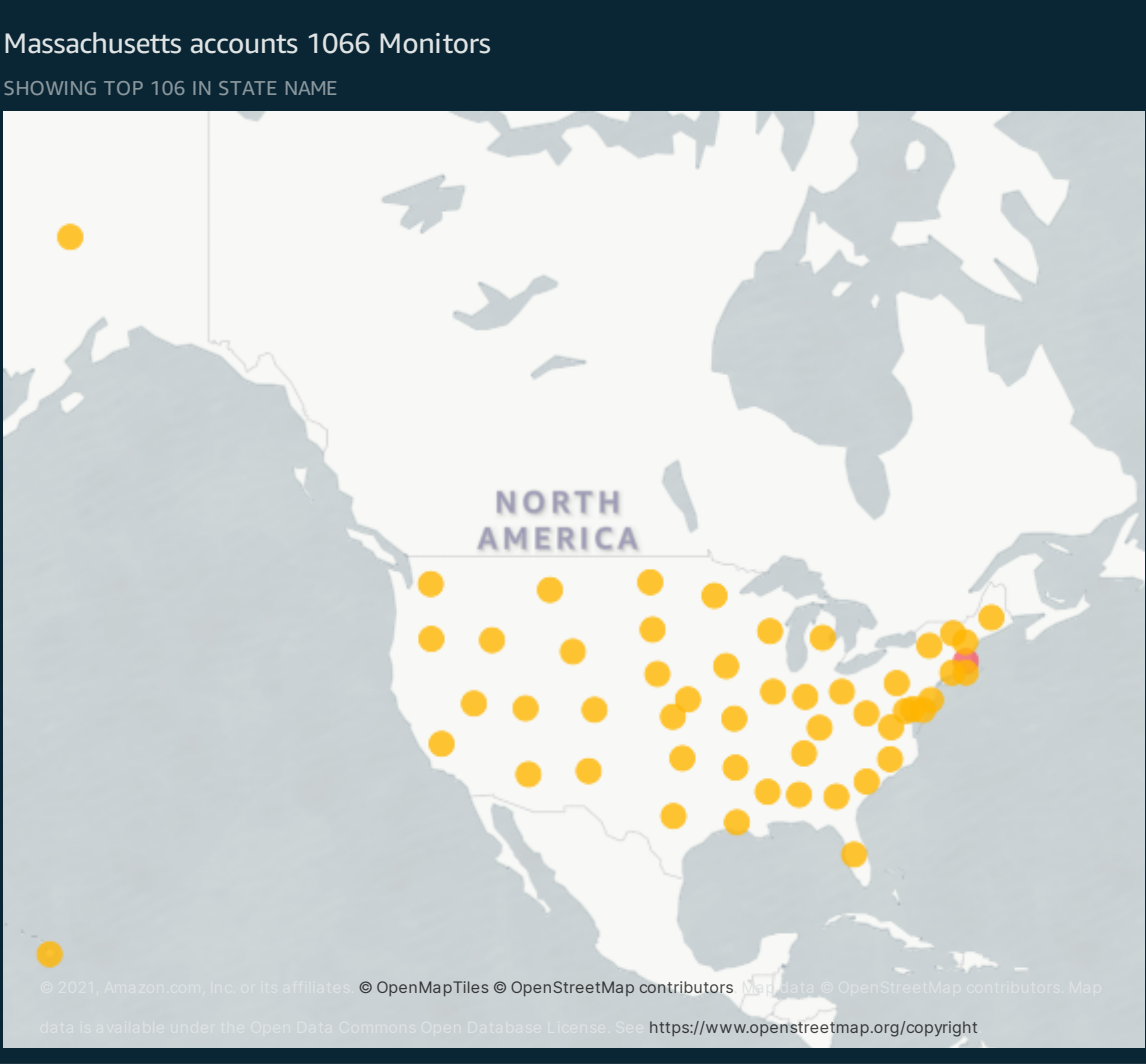 Massachusetts accounts 1066 Monitors
SHOWING TOP 106 IN STATE NAME
NORTH
AMERICA
© 2021, Amazon.com, Inc. or its affiliates. © OpenMapTiles © OpenStreetMap contributors. Map data © OpenStreetMap contributors. Map
data is available under the Open Data Commons Open Database License. See https://www.openstreetmap.org/copyright